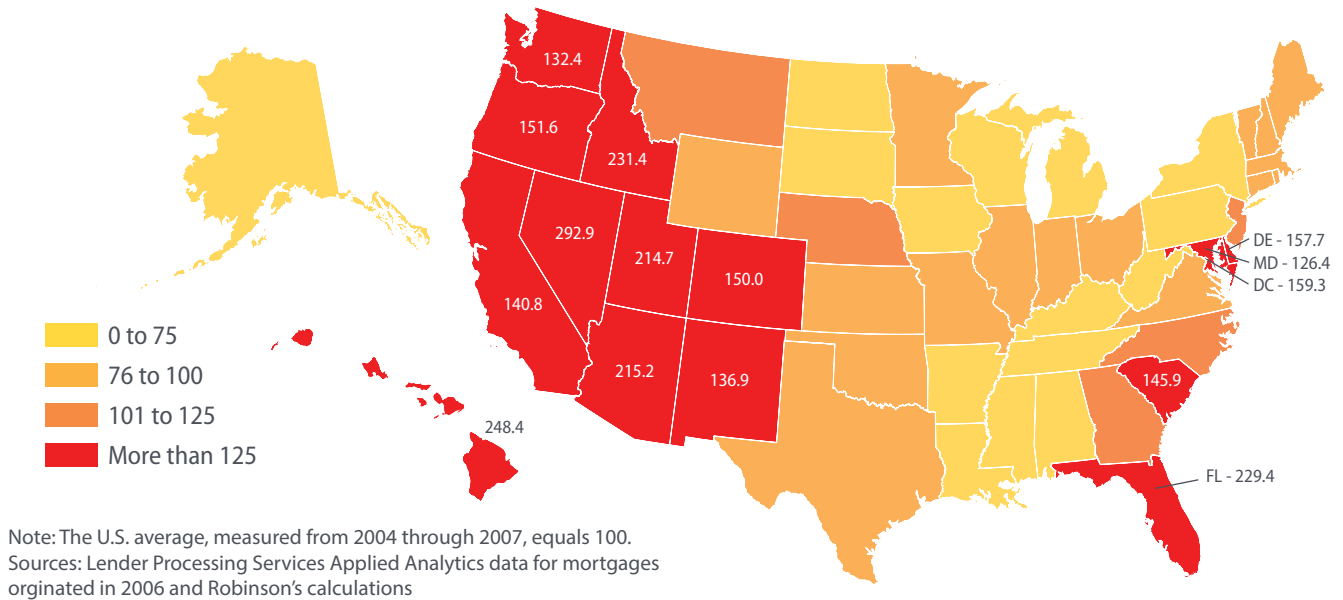 132.4
151.6
231.4
292.9
214.7
150.0
140.8
215.2
136.9
145.9
DE - 157.7
MD - 126.4
DC - 159.3
FL - 229.4
248.4
0 to 75
76 to 100
101 to 125
More than 125
Note: The U.S. average, measured from 2004 through 2007, equals 100.
Sources: Lender Processing Services Applied Analytics data for mortgages
orginated in 2006 and Robinson's calculations